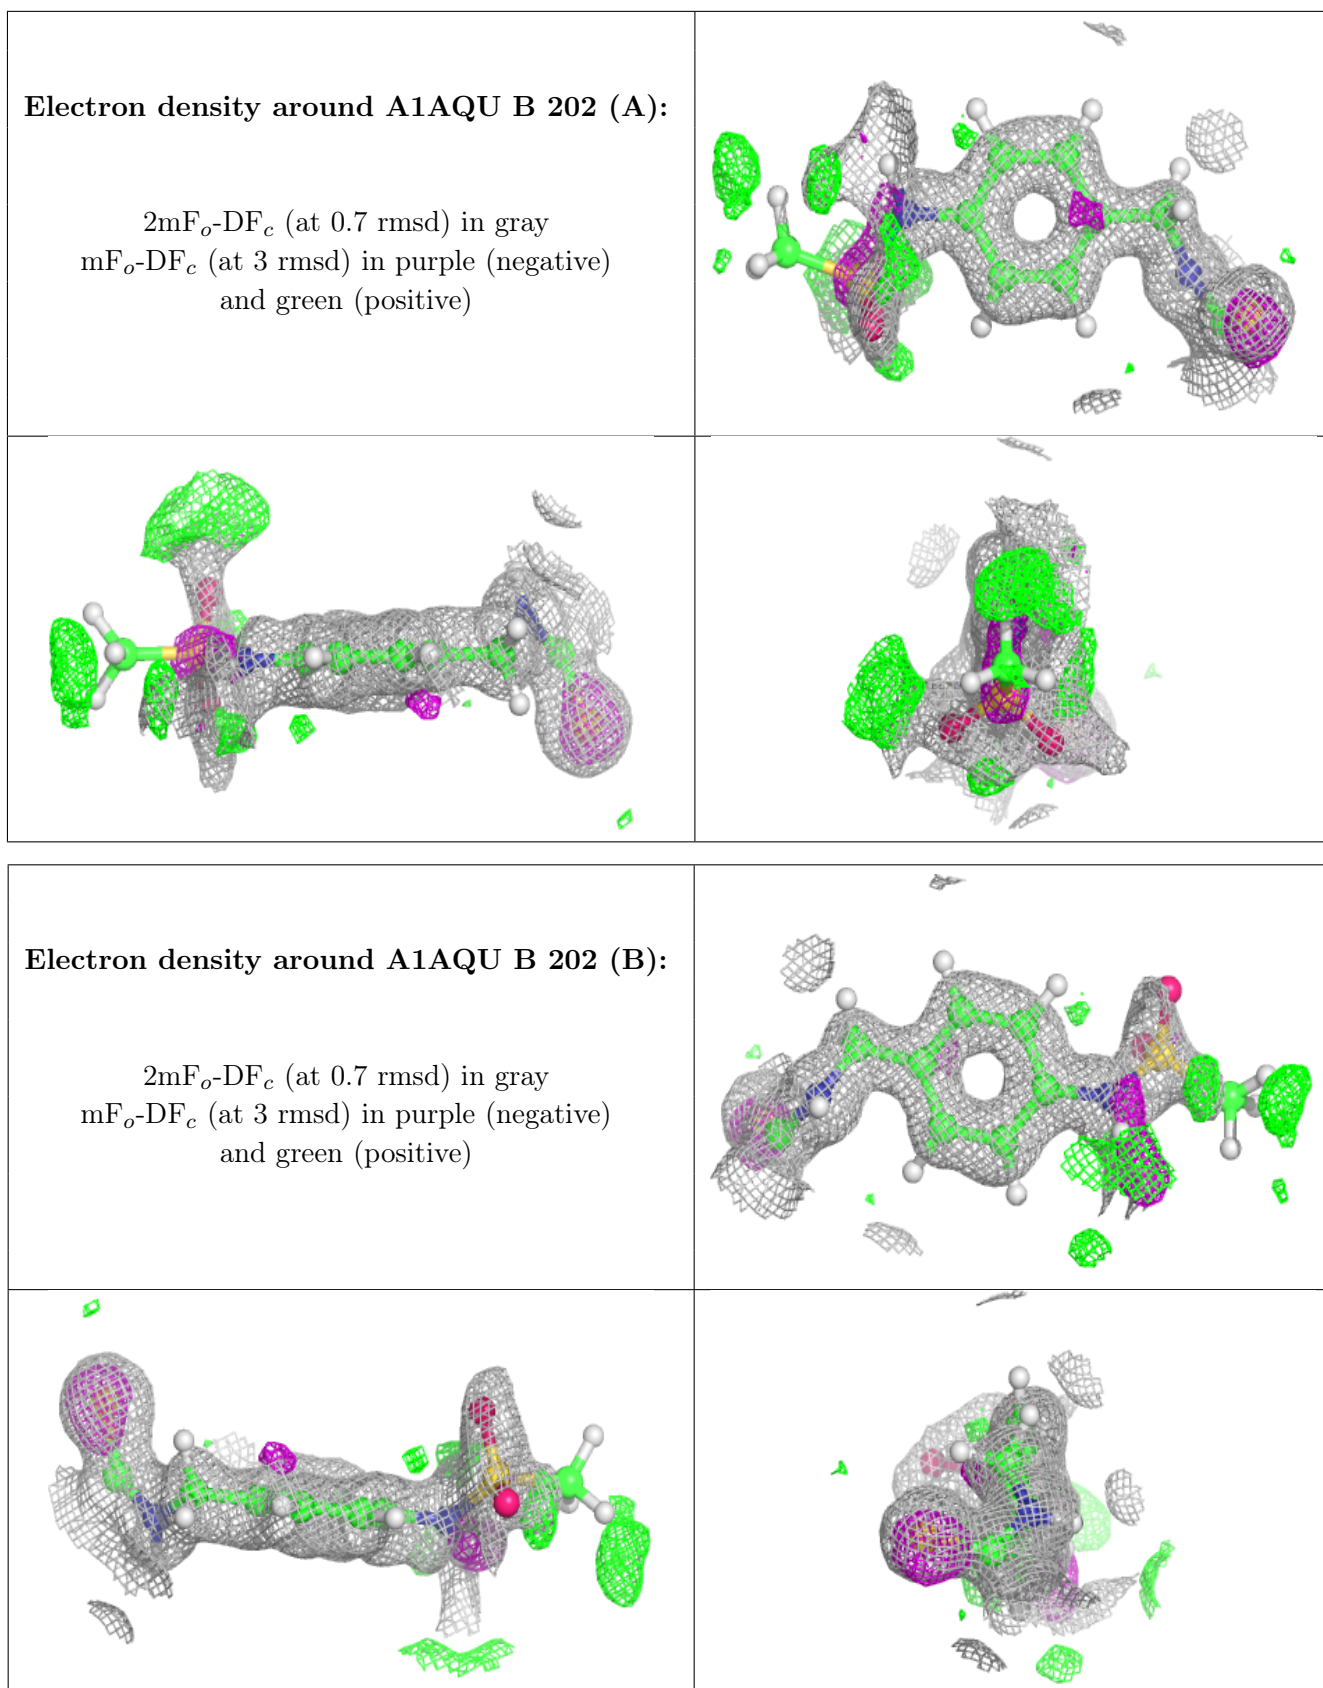 Electron density around A1AQU B 202 (A):
2mFo-DFc (at 0.7 rmsd) in gray
mFo-DFc (at 3 rmsd) in purple (negative)
and green (positive)
Electron density around A1AQU B 202 (B):
2mFo-DFc (at 0.7 rmsd) in gray
mFo-DFc (at 3 rmsd) in purple (negative)
and green (positive)